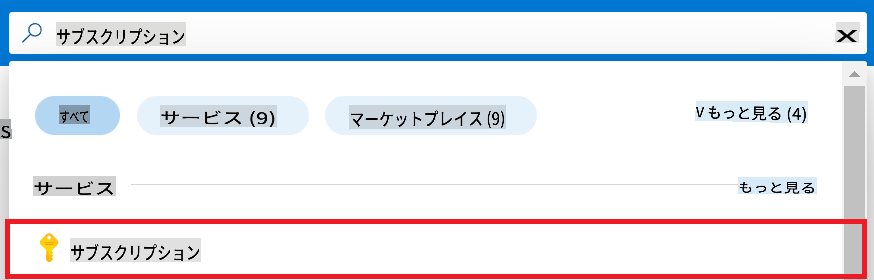 サブスクリプション ×
すべて サービス (9) マーケットプレイス (9) V もっと見る (4)
S
サービス もっと見る
サブスクリプション